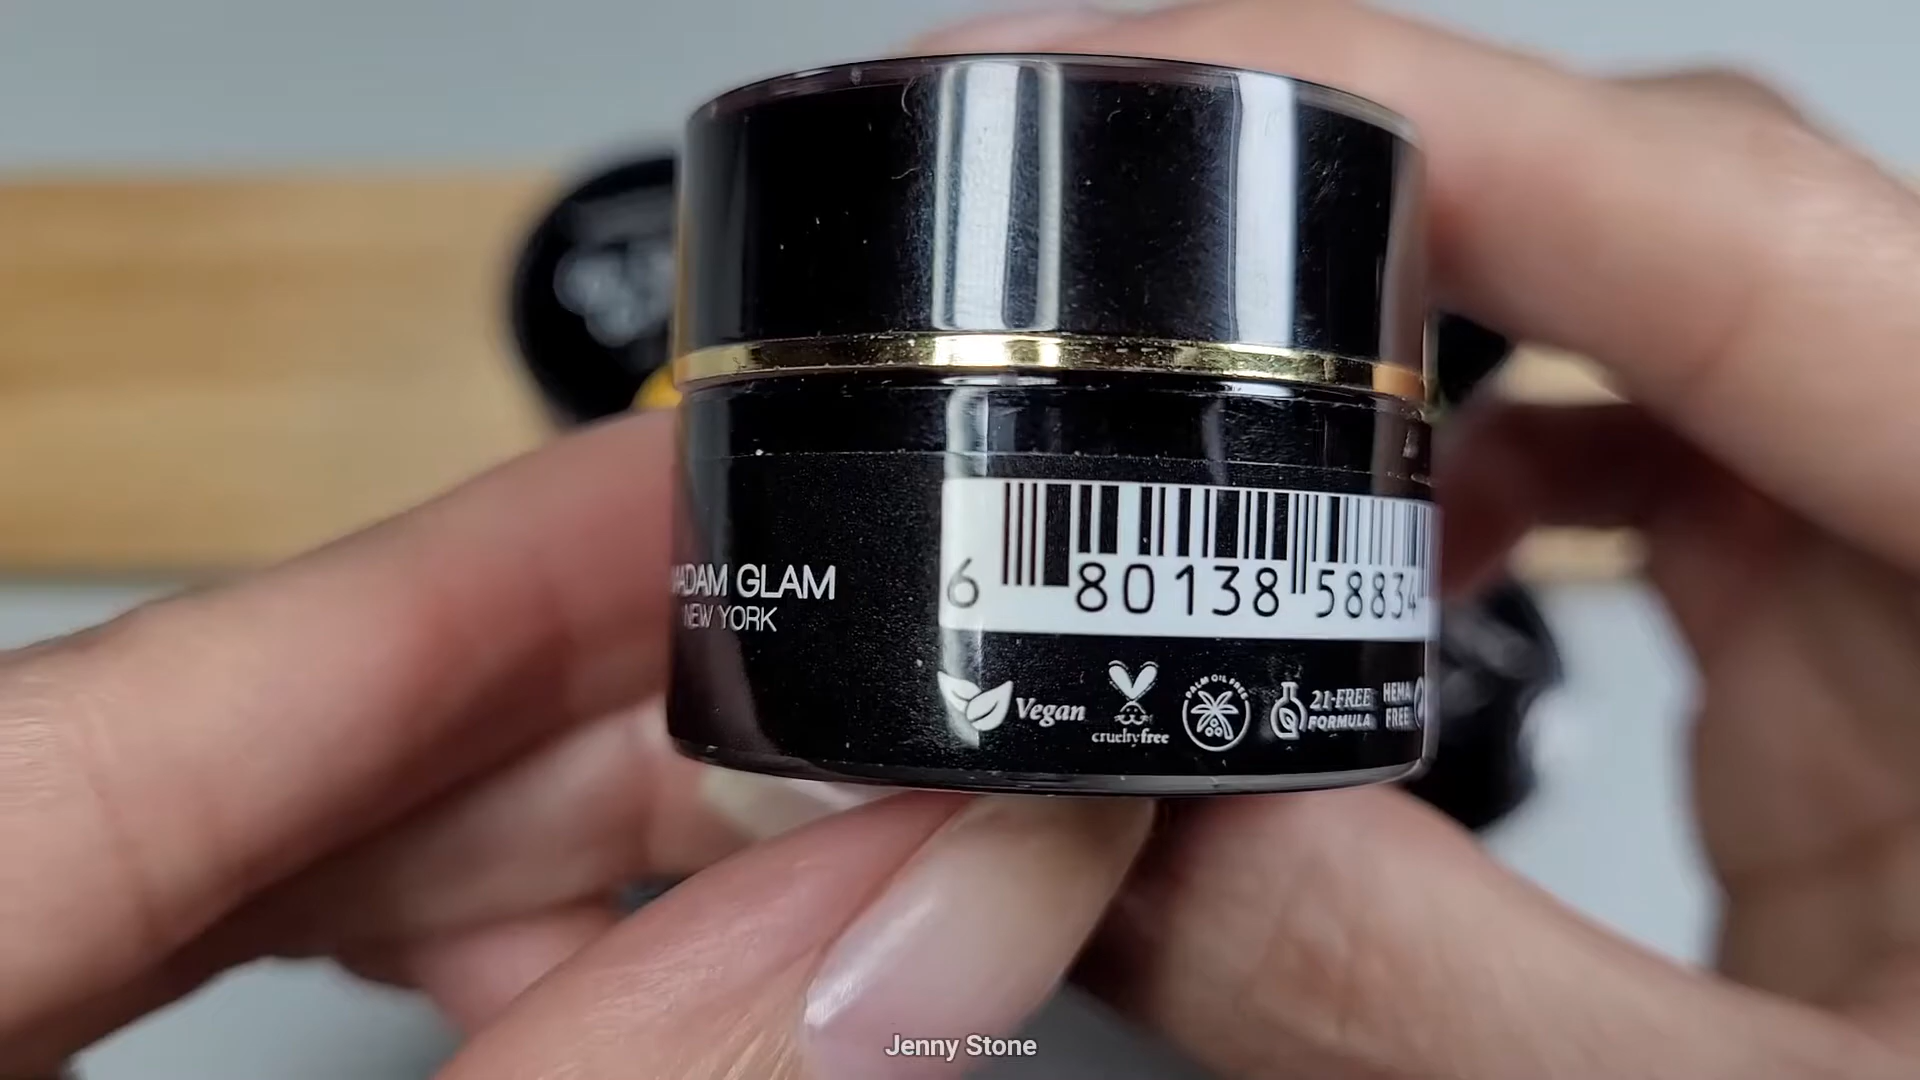 MADAM GLAM
NEW YORK
6 80138 58834
Vegan
crueltyfree
PALM OIL FREE
21-FREE
FORMULA
HEMA
FREE
Jenny Stone